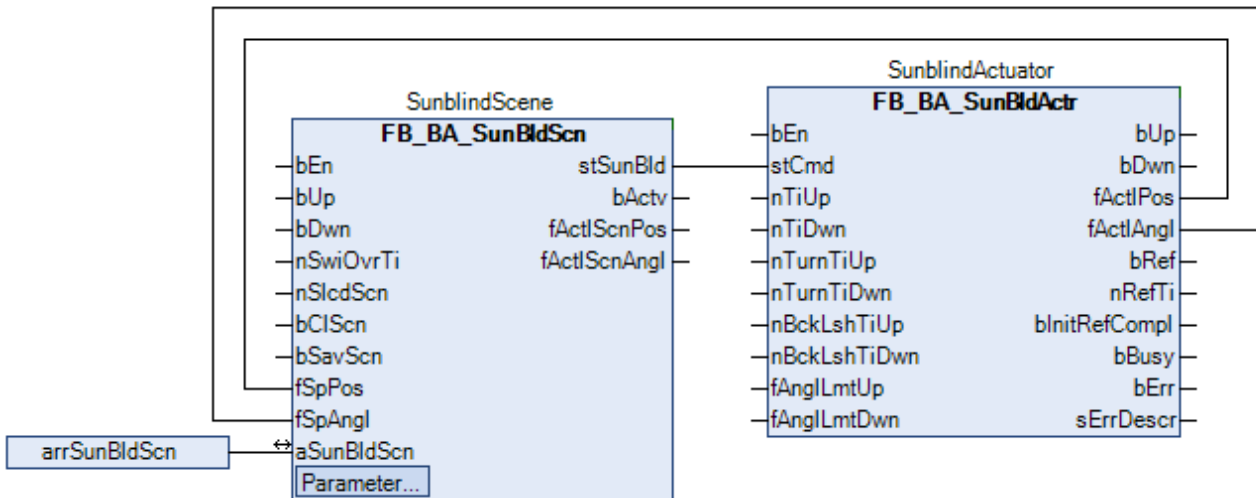 SunblindActuator
SunblindScene
FB_BA_SunBldActr
FB_BA_SunBldScn
bEn stSunBld
bUp bActv
bDwn fActlScnPos
nSwiOvrTi fActlScnAngl
nSlcdScn
bClScn
bSavScn
fSpPos
fSpAngl
arrSunBldScn aSunBldScn
Parameter...
bEn bUp
stCmd bDwn
nTiUp fActlPos
nTiDwn fActlAngl
nTurnTiUp bRef
nTurnTiDwn nRefTi
nBckLshTiUp bInitRefCompl
nBckLshTiDwn bBusy
fAnglLmtUp bErr
fAnglLmtDwn sErrDescr